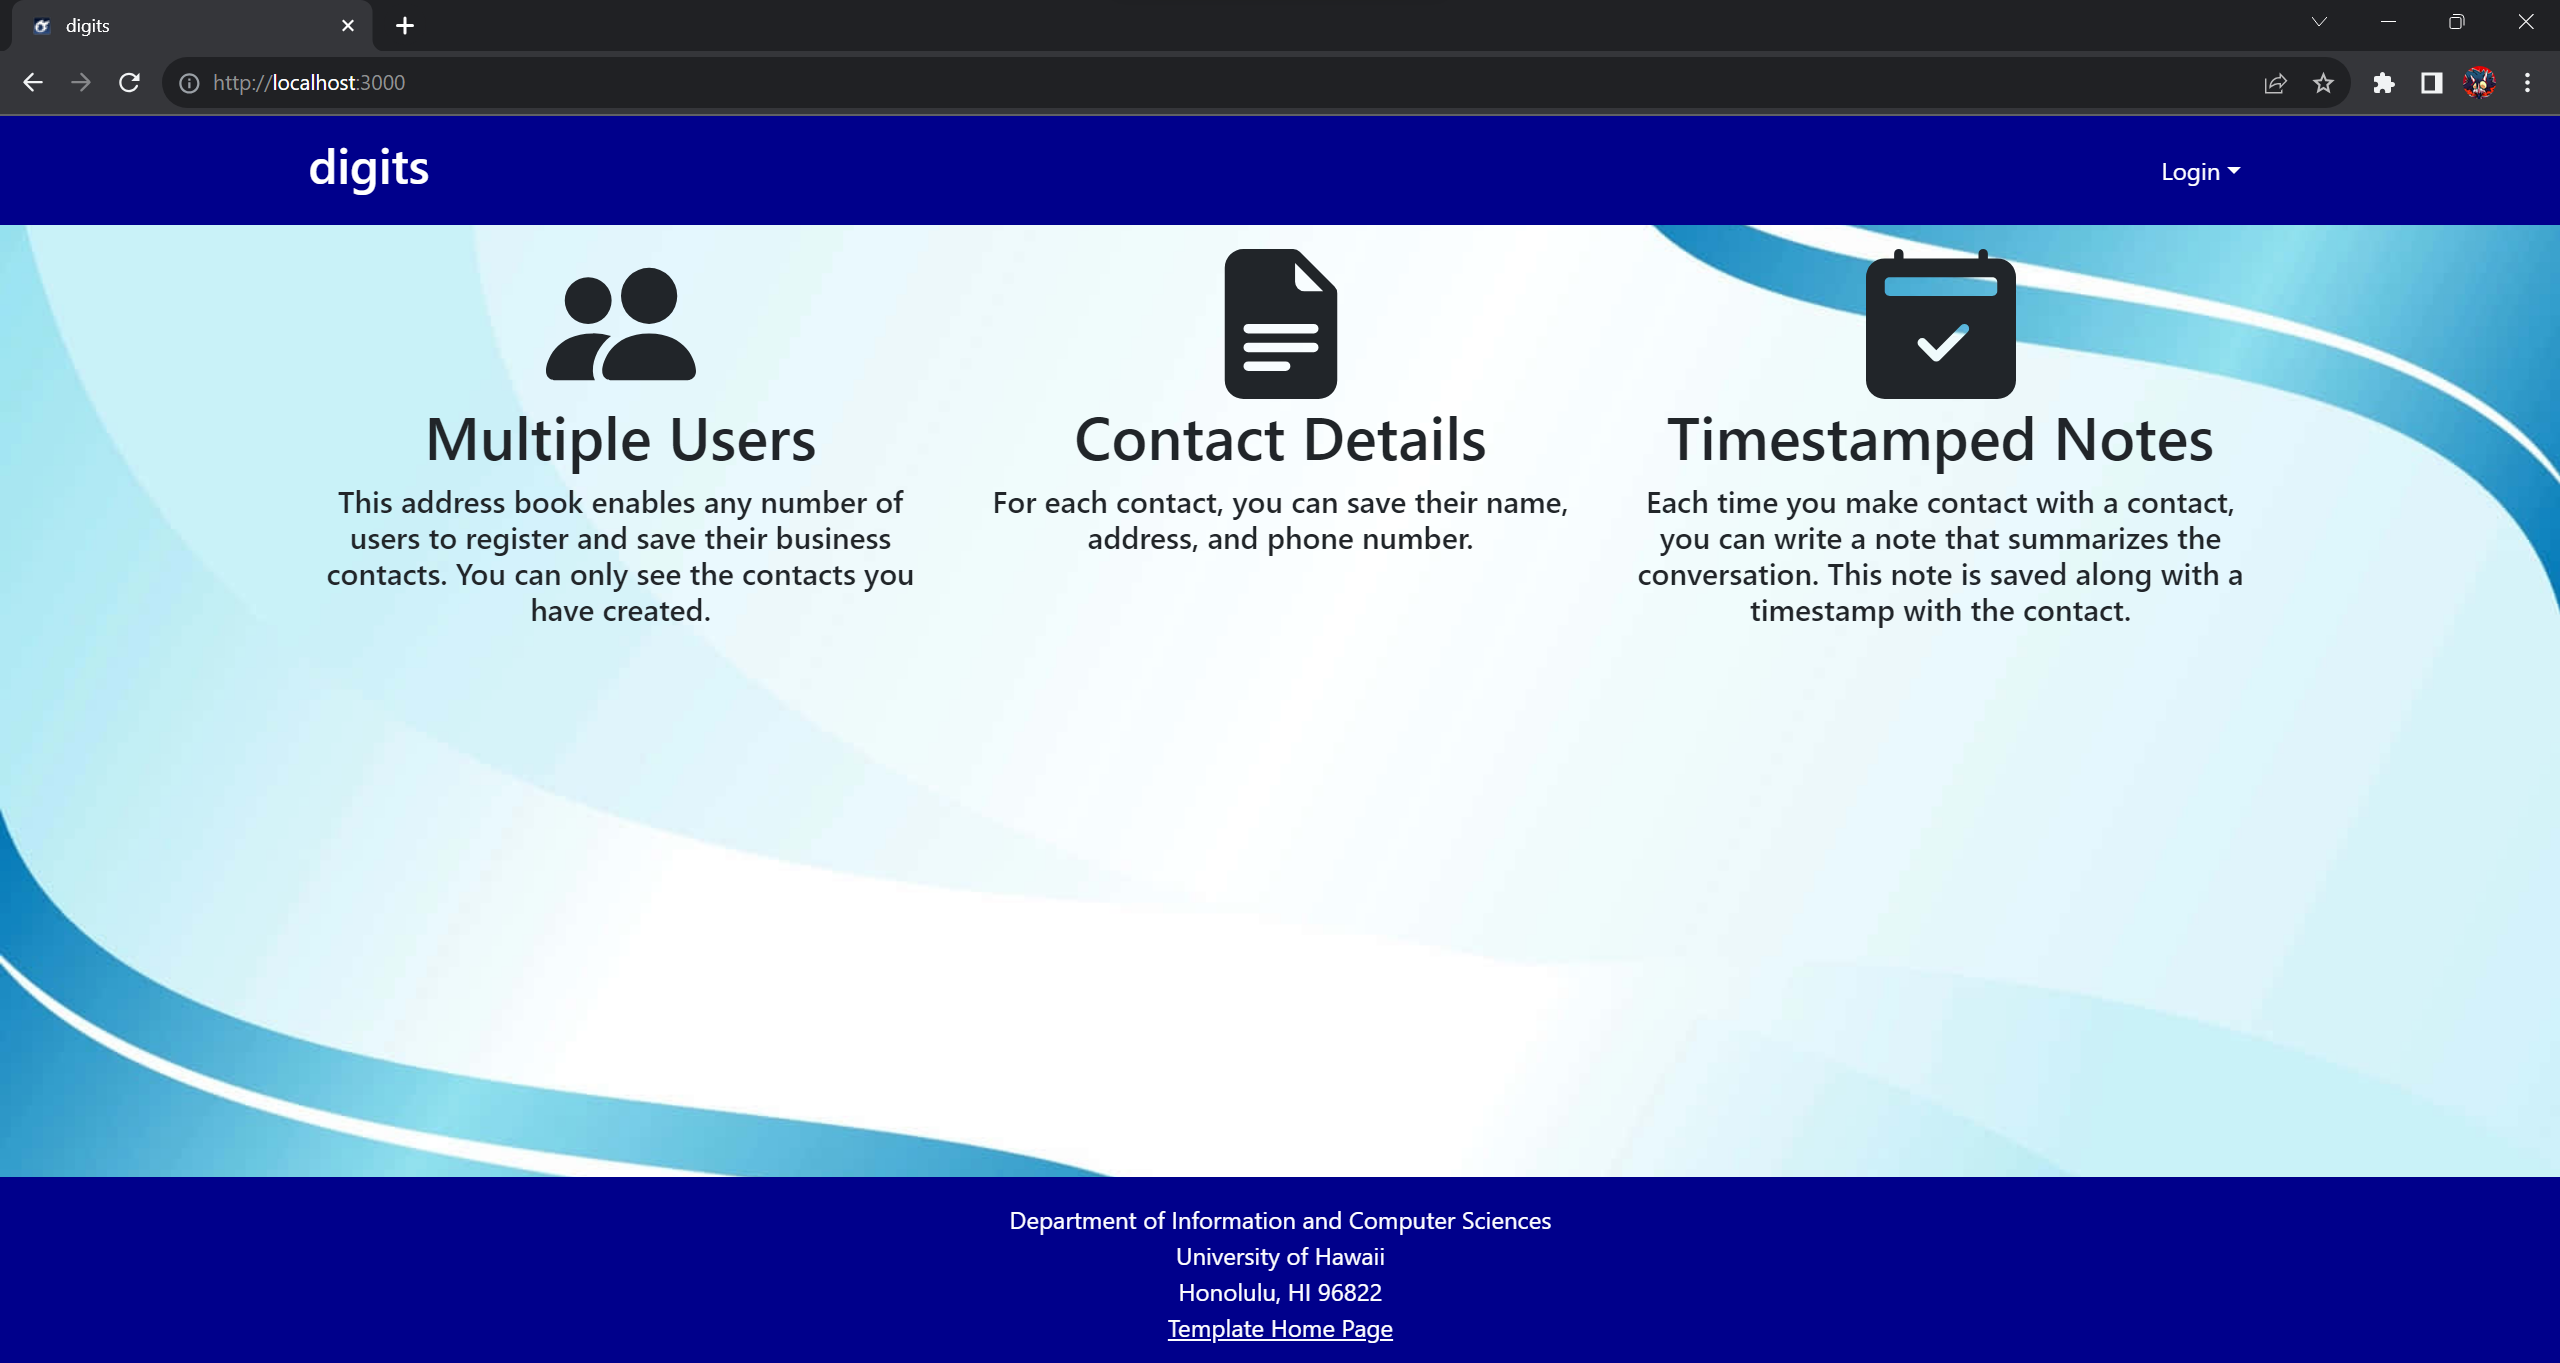 digits
http://localhost:3000
digits
Login
Multiple Users
This address book enables any number of
users to register and save their business
contacts. You can only see the contacts you
have created.
Contact Details
For each contact, you can save their name,
address, and phone number.
Timestamped Notes
Each time you make contact with a contact,
you can write a note that summarizes the
conversation. This note is saved along with a
timestamp with the contact.
Department of Information and Computer Sciences
University of Hawaii
Honolulu, HI 96822
Template Home Page